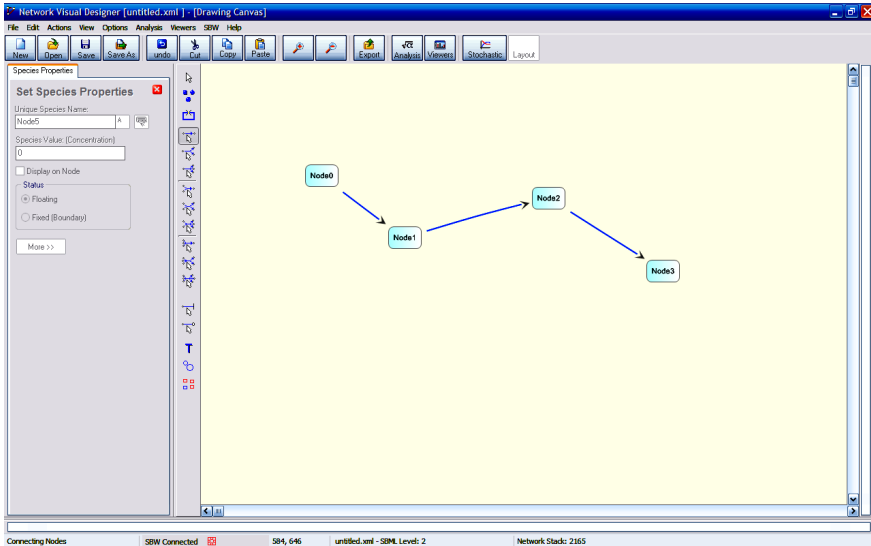 Network Visual Designer [untitled.xml ] - [Drawing Canvas]
File Edit Actions View Options Analysis Viewers SBW Help
New Open Save Save As undo Cut Copy Paste Export Analysis Viewers Stochastic Layout
Species Properties
Set Species Properties
Unique Species Name:
Node5 A
Species Value: (Concentration)
0
Display on Node
Status
Floating
Fixed (Boundary)
More >>
Node0
Node2
Node1
Node3
Connecting Nodes SBW Connected 584, 646 untitled.xml - SBML Level: 2 Network Stack: 2165